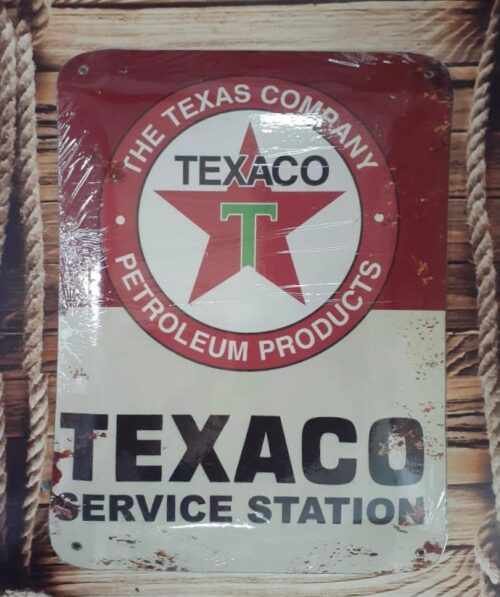 THE TEXAS COMPANY
TEXACO
T
PETROLEUM PRODUCTS
TEXACO
SERVICE STATION